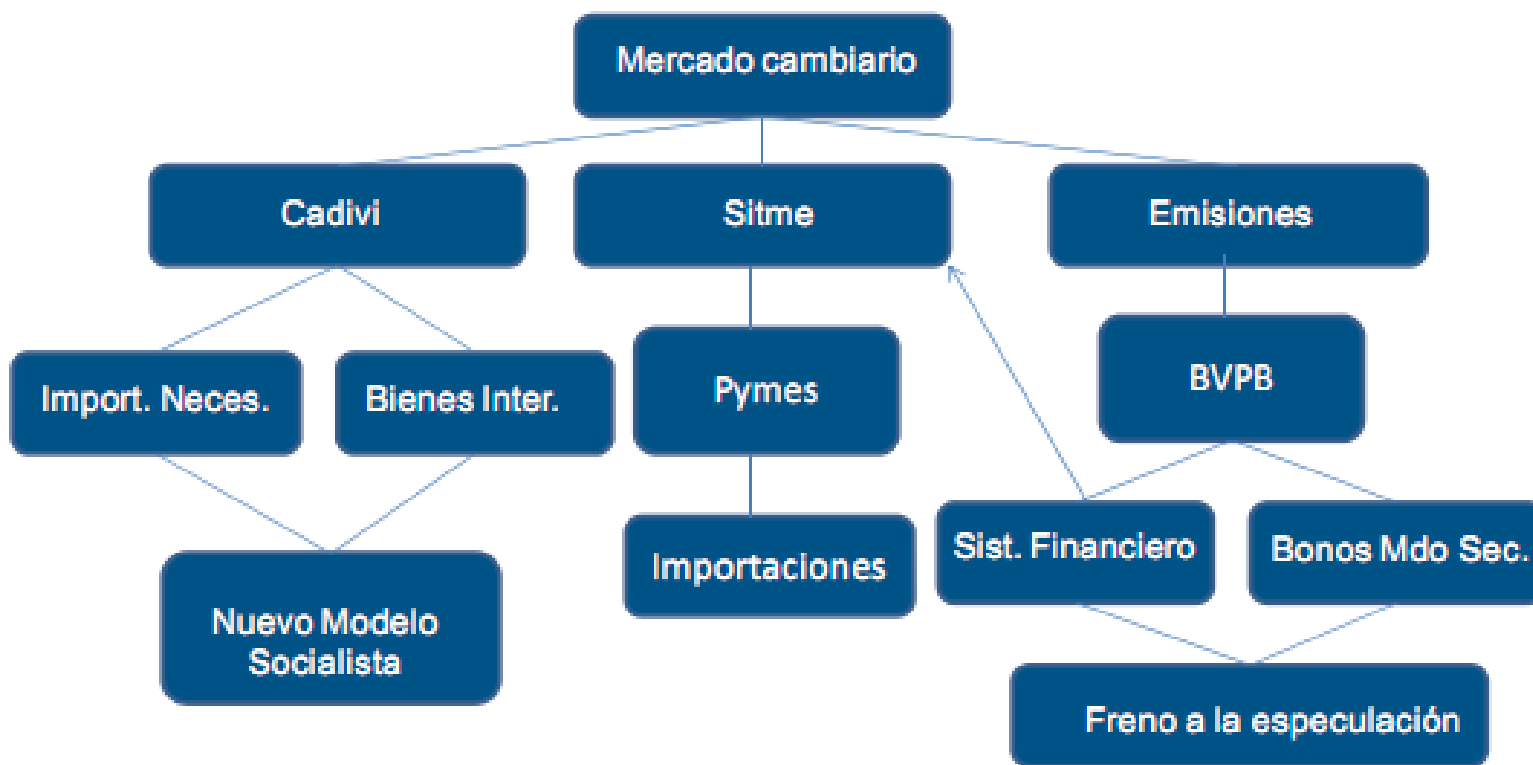 Mercado cambiario
Cadivi
Sitme
Emisiones
Import. Neces.
Bienes Inter.
Pymes
BVPB
Importaciones
Sist. Financiero
Bonos Mdo Sec.
Nuevo Modelo
Socialista
Freno a la especulación